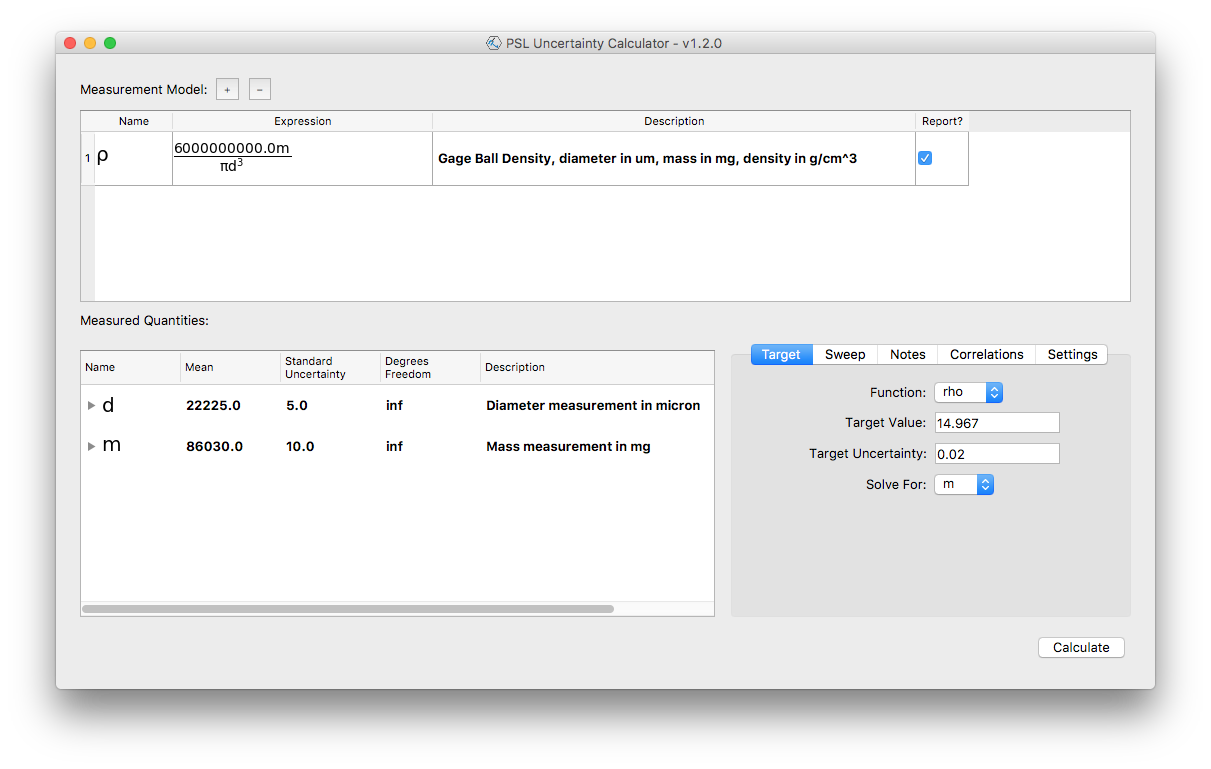 PSL Uncertainty Calculator - v1.2.0
Measurement Model: + −
Name Expression Description Report?
1 ρ 6000000000.0m
πd³ Gage Ball Density, diameter in um, mass in mg, density in g/cm^3
Measured Quantities:
Name Mean Standard Uncertainty Degrees Freedom Description
d 22225.0 5.0 inf Diameter measurement in micron
m 86030.0 10.0 inf Mass measurement in mg
Target Sweep Notes Correlations Settings
Function: rho
Target Value: 14.967
Target Uncertainty: 0.02
Solve For: m
Calculate